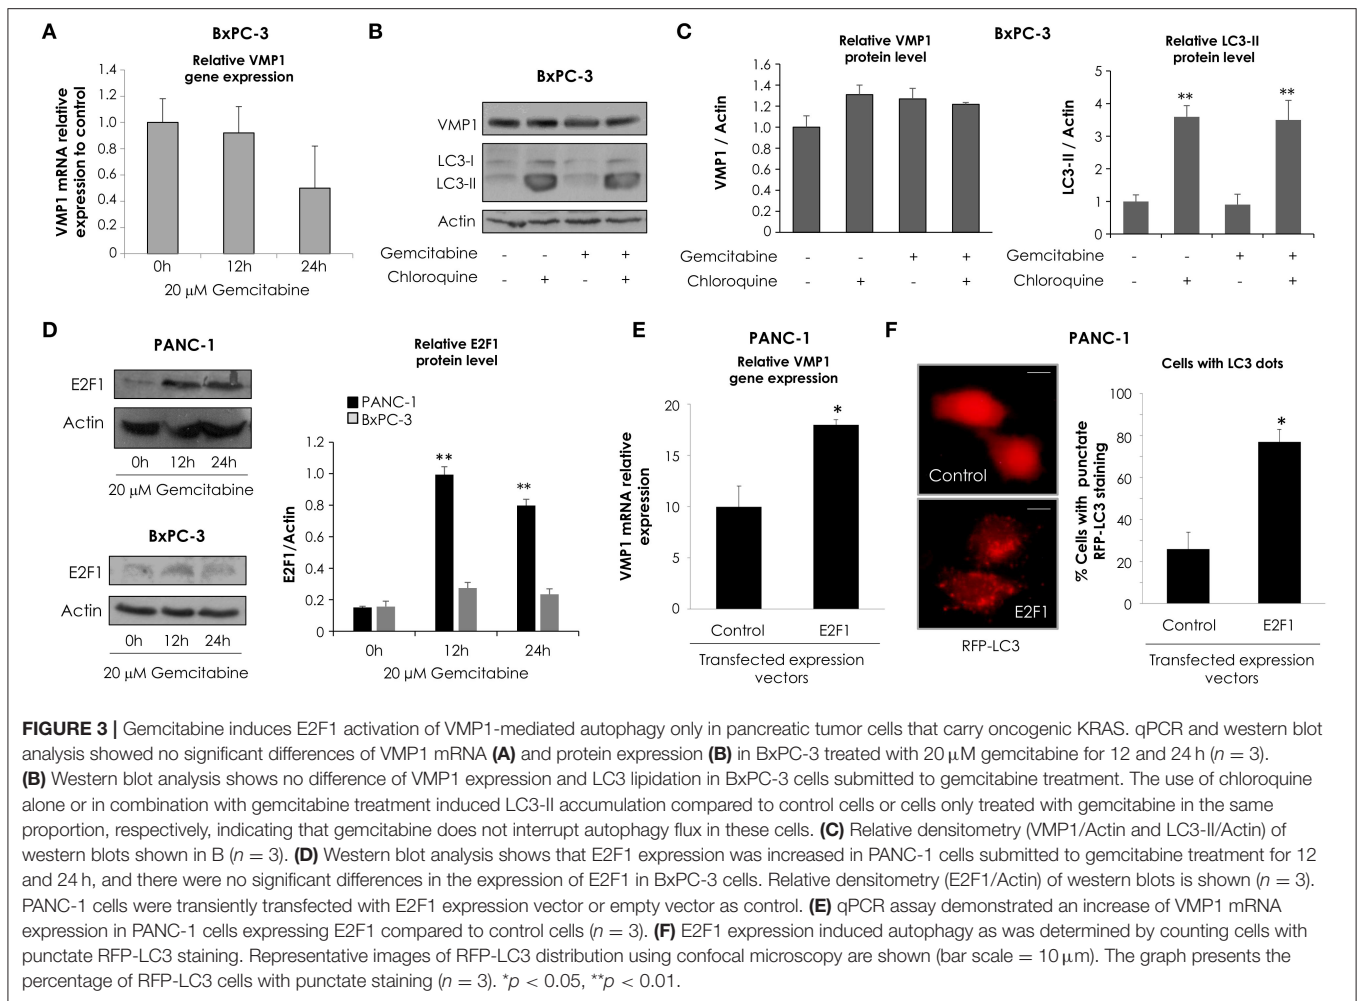 A
BxPC-3
Relative VMP1
gene expression
VMP1 mRNA relative
expression to control
1.4
1.2
1.0
0.8
0.6
0.4
0.2
0
0h 12h 24h
20 µM Gemcitabine
B
BxPC-3
VMP1
LC3-I
LC3-II
Actin
Gemcitabine - - + +
Chloroquine - + - +
C
BxPC-3
Relative VMP1
protein level
VMP1 / Actin
1.6
1.4
1.2
1.0
0.8
0.6
0.4
0.2
0
Gemcitabine - - + +
Chloroquine - + - +
Relative LC3-II
protein level
LC3-II / Actin
5
4
3
2
1
0
** **
- - + +
- + - +
D
PANC-1
E2F1
Actin
0h 12h 24h
20 µM Gemcitabine
BxPC-3
E2F1
Actin
0h 12h 24h
20 µM Gemcitabine
Relative E2F1
protein level
PANC-1
BxPC-3
E2F1/Actin
1.2
1.0
0.8
0.6
0.4
0.2
0
** **
0h 12h 24h
20 µM Gemcitabine
E
PANC-1
Relative VMP1
gene expression
VMP1 mRNA relative
expression
20
15
10
5
0
*
Control E2F1
Transfected expression
vectors
F
PANC-1
Control
E2F1
RFP-LC3
Cells with LC3 dots
% Cells with punctate
RFP-LC3 staining
100
80
60
40
20
0
*
Control E2F1
Transfected expression
vectors
FIGURE 3 | Gemcitabine induces E2F1 activation of VMP1-mediated autophagy only in pancreatic tumor cells that carry oncogenic KRAS. qPCR and western blot
analysis showed no significant differences of VMP1 mRNA (A) and protein expression (B) in BxPC-3 treated with 20 µM gemcitabine for 12 and 24 h (n = 3).
(B) Western blot analysis shows no difference of VMP1 expression and LC3 lipidation in BxPC-3 cells submitted to gemcitabine treatment. The use of chloroquine
alone or in combination with gemcitabine treatment induced LC3-II accumulation compared to control cells or cells only treated with gemcitabine in the same
proportion, respectively, indicating that gemcitabine does not interrupt autophagy flux in these cells. (C) Relative densitometry (VMP1/Actin and LC3-II/Actin) of
western blots shown in B (n = 3). (D) Western blot analysis shows that E2F1 expression was increased in PANC-1 cells submitted to gemcitabine treatment for 12
and 24 h, and there were no significant differences in the expression of E2F1 in BxPC-3 cells. Relative densitometry (E2F1/Actin) of western blots is shown (n = 3).
PANC-1 cells were transiently transfected with E2F1 expression vector or empty vector as control. (E) qPCR assay demonstrated an increase of VMP1 mRNA
expression in PANC-1 cells expressing E2F1 compared to control cells (n = 3). (F) E2F1 expression induced autophagy as was determined by counting cells with
punctate RFP-LC3 staining. Representative images of RFP-LC3 distribution using confocal microscopy are shown (bar scale = 10 µm). The graph presents the
percentage of RFP-LC3 cells with punctate staining (n = 3). *p < 0.05, **p < 0.01.